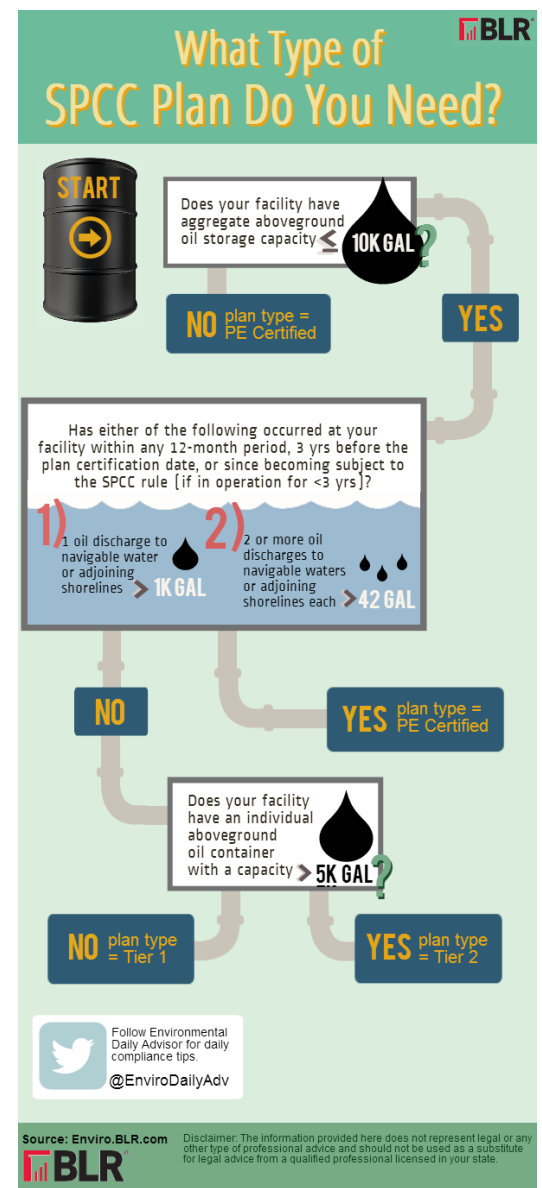 BLR®
What Type of
SPCC Plan Do You Need?
START
Does your facility have
aggregate aboveground
oil storage capacity ≤ 10K GAL?
NO plan type =
PE Certified
YES
Has either of the following occurred at your
facility within any 12-month period, 3 yrs before the
plan certification date, or since becoming subject to
the SPCC rule [if in operation for <3 yrs]?
1)
1 oil discharge to
navigable water
or adjoining
shorelines > 1K GAL
2)
2 or more oil
discharges to
navigable waters
or adjoining
shorelines each > 42 GAL
NO
YES plan type =
PE Certified
Does your facility
have an individual
aboveground
oil container
with a capacity > 5K GAL?
NO plan type
= Tier 1
YES plan type
= Tier 2
Follow Environmental
Daily Advisor for daily
compliance tips.
@EnviroDailyAdv
Source: Enviro.BLR.com
BLR®
Disclaimer: The information provided here does not represent legal or any
other type of professional advice and should not be used as a substitute
for legal advice from a qualified professional licensed in your state.